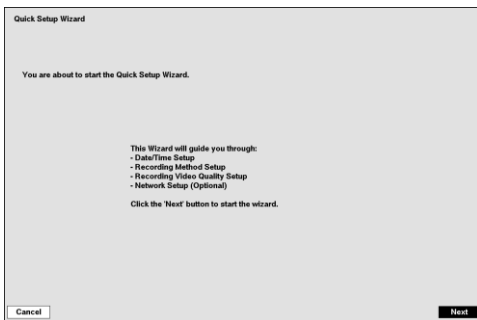 Quick Setup Wizard
You are about to start the Quick Setup Wizard.
This Wizard will guide you through:
- Date/Time Setup
- Recording Method Setup
- Recording Video Quality Setup
- Network Setup (Optional)
Click the 'Next' button to start the wizard.
Cancel
Next